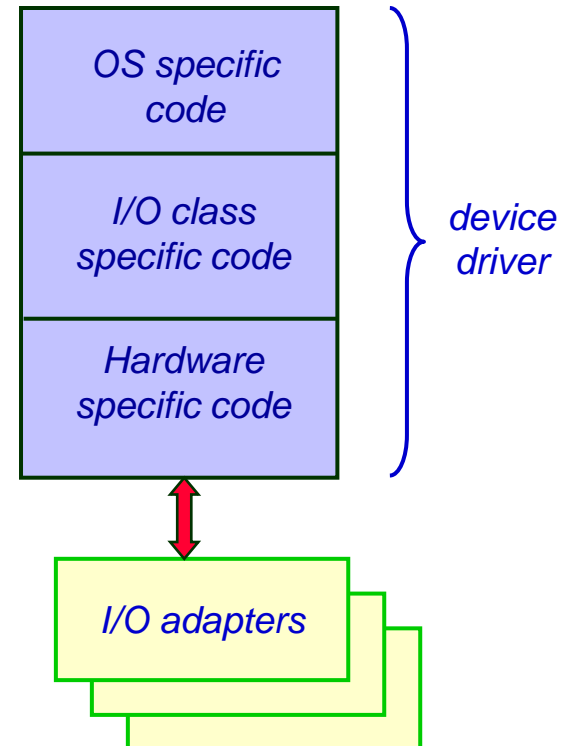 OS specific
code
I/O class
specific code
device
driver
Hardware
specific code
I/O adapters